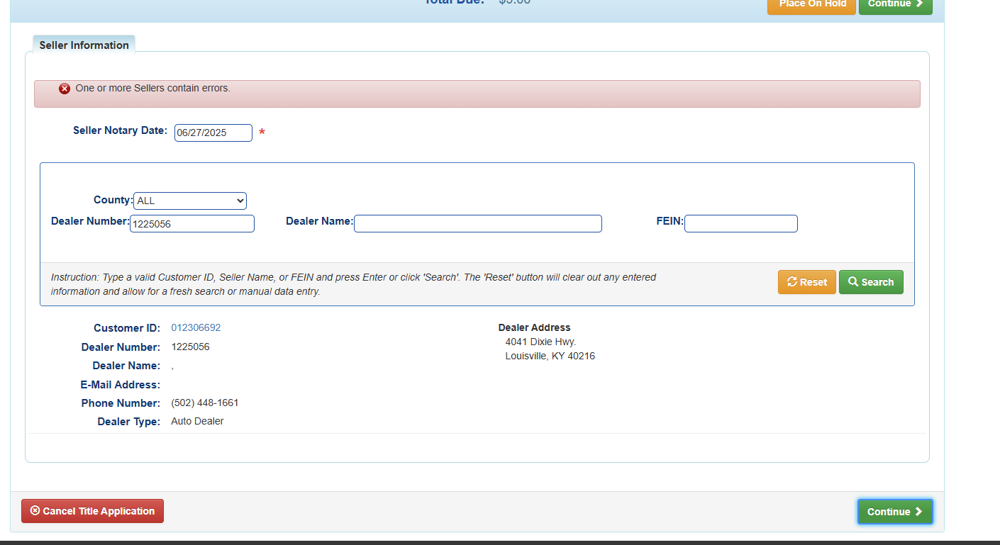 Total Due: $9.00
Place On Hold
Continue
Seller Information
One or more Sellers contain errors.
Seller Notary Date: 06/27/2025 *
County: ALL
Dealer Number: 1225056 Dealer Name: FEIN:
Instruction: Type a valid Customer ID, Seller Name, or FEIN and press Enter or click 'Search'. The 'Reset' button will clear out any entered
information and allow for a fresh search or manual data entry.
Reset
Search
Customer ID: 012306692
Dealer Number: 1225056
Dealer Name: ,
E-Mail Address:
Phone Number: (502) 448-1661
Dealer Type: Auto Dealer
Dealer Address
4041 Dixie Hwy.
Louisville, KY 40216
Cancel Title Application
Continue